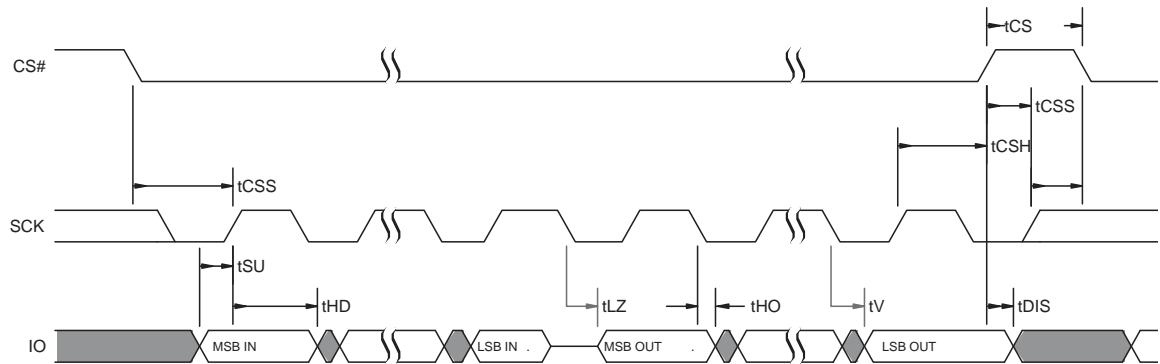 tCS
CS#
tCSS
tCSH
tCSS
SCK
tSU
tHD
tLZ
tHO
tV
tDIS
IO
MSB IN
LSB IN .
MSB OUT .
LSB OUT